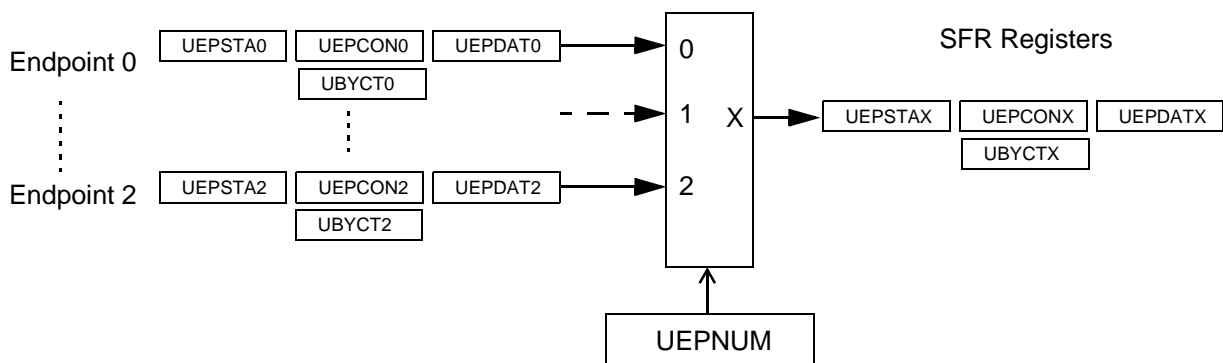 Endpoint 0 UEPSTA0 UEPCON0 UEPDAT0 0 SFR Registers
UBYCT0
1 X UEPSTAX UEPCONX UEPDATX
UBYCTX
Endpoint 2 UEPSTA2 UEPCON2 UEPDAT2 2
UBYCT2
UEPNUM